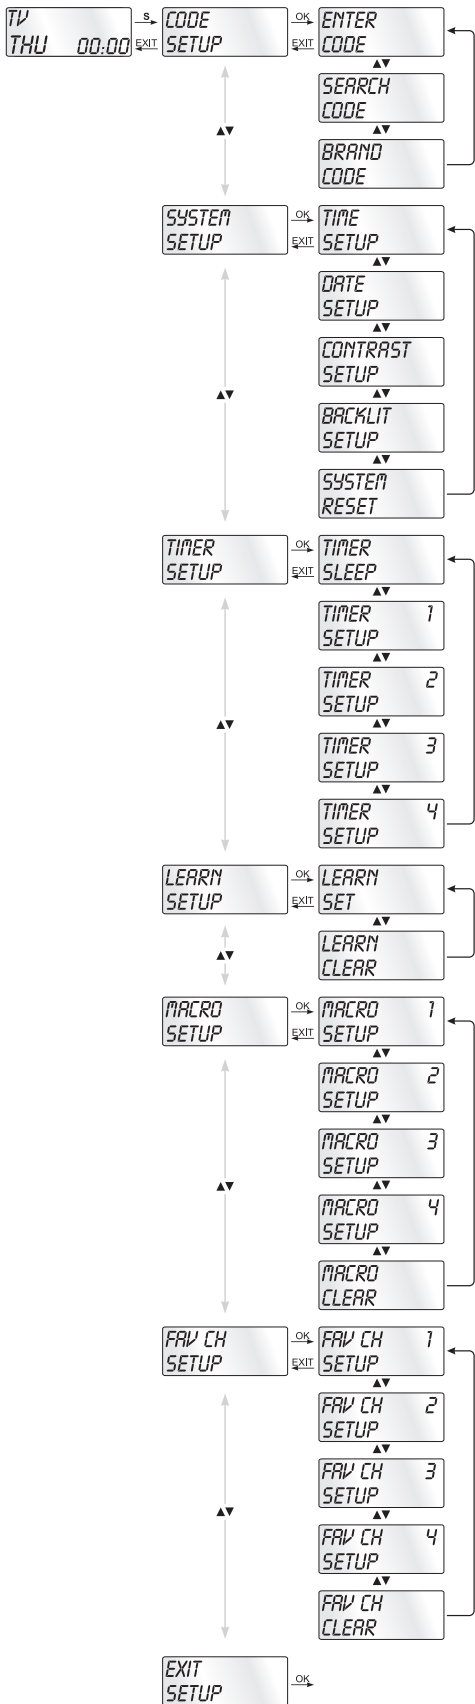 TV
THU 00:00
S
EXIT
CODE
SETUP
OK
EXIT
ENTER
CODE
▲▼
SEARCH
CODE
▲▼
▲▼
BRAND
CODE
SYSTEM
SETUP
OK
EXIT
TIME
SETUP
▲▼
DATE
SETUP
▲▼
CONTRAST
SETUP
▲▼
▲▼
BACKLIT
SETUP
▲▼
SYSTEM
RESET
TIMER
SETUP
OK
EXIT
TIMER
SLEEP
▲▼
TIMER 1
SETUP
▲▼
TIMER 2
SETUP
▲▼
▲▼
TIMER 3
SETUP
▲▼
TIMER 4
SETUP
LEARN
SETUP
OK
EXIT
LEARN
SET
▲▼
▲▼
LEARN
CLEAR
MACRO
SETUP
OK
EXIT
MACRO 1
SETUP
▲▼
MACRO 2
SETUP
▲▼
MACRO 3
SETUP
▲▼
▲▼
MACRO 4
SETUP
▲▼
MACRO
CLEAR
FAV CH
SETUP
OK
EXIT
FAV CH 1
SETUP
▲▼
FAV CH 2
SETUP
▲▼
FAV CH 3
SETUP
▲▼
▲▼
FAV CH 4
SETUP
▲▼
FAV CH
CLEAR
EXIT
SETUP
OK